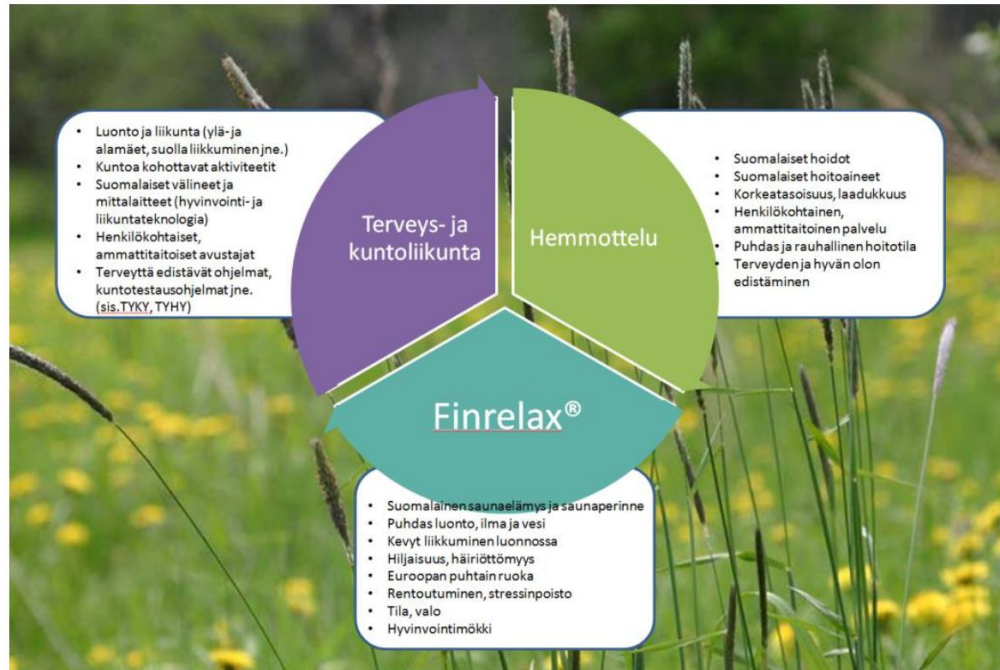 • Luonto ja liikunta (ylä- ja
alamäet, suolla liikkuminen jne.)
• Kuntoa kohottavat aktiviteetit
• Suomalaiset välineet ja
mittalaitteet (hyvinvointi- ja
liikuntateknologia)
• Henkilökohtaiset,
ammattitaitoiset avustajat
• Terveyttä edistävät ohjelmat,
kuntotestausohjelmat jne.
(sis.TYKY, TYHY)
Terveys- ja
kuntoliikunta
Hemmottelu
• Suomalaiset hoidot
• Suomalaiset hoitoaineet
• Korkeatasoisuus, laadukkuus
• Henkilökohtainen,
ammattitaitoinen palvelu
• Puhdas ja rauhallinen hoitotila
• Terveyden ja hyvän olon
edistäminen
Finrelax®
• Suomalainen saunaelämys ja saunaperinne
• Puhdas luonto, ilma ja vesi
• Kevyt liikkuminen luonnossa
• Hiljaisuus, häiriöttömyys
• Euroopan puhtain ruoka
• Rentoutuminen, stressinpoisto
• Tila, valo
• Hyvinvointimökki